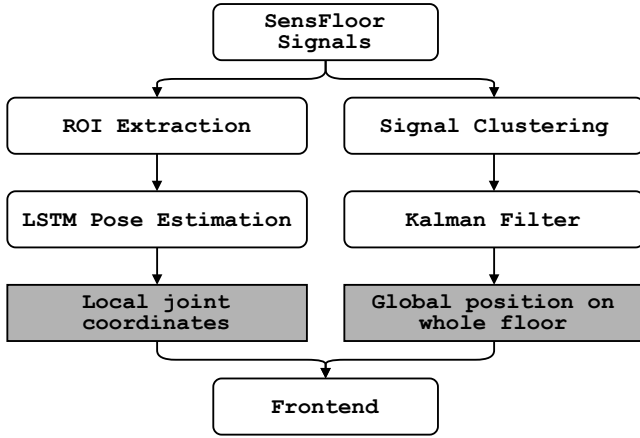 SensFloor
Signals
ROI Extraction
Signal Clustering
LSTM Pose Estimation
Kalman Filter
Local joint
coordinates
Global position on
whole floor
Frontend